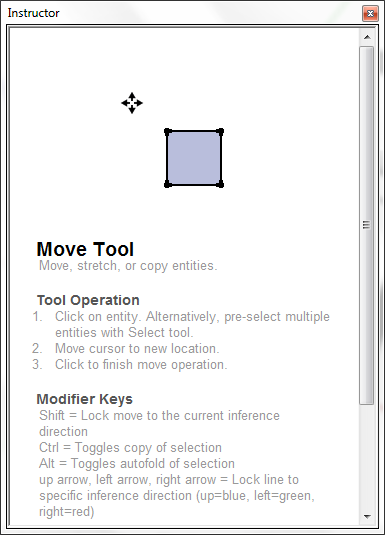 Instructor
Move Tool
Move, stretch, or copy entities.
Tool Operation
1. Click on entity. Alternatively, pre-select multiple
entities with Select tool.
2. Move cursor to new location.
3. Click to finish move operation.
Modifier Keys
Shift = Lock move to the current inference
direction
Ctrl = Toggles copy of selection
Alt = Toggles autofold of selection
up arrow, left arrow, right arrow = Lock line to
specific inference direction (up=blue, left=green,
right=red)